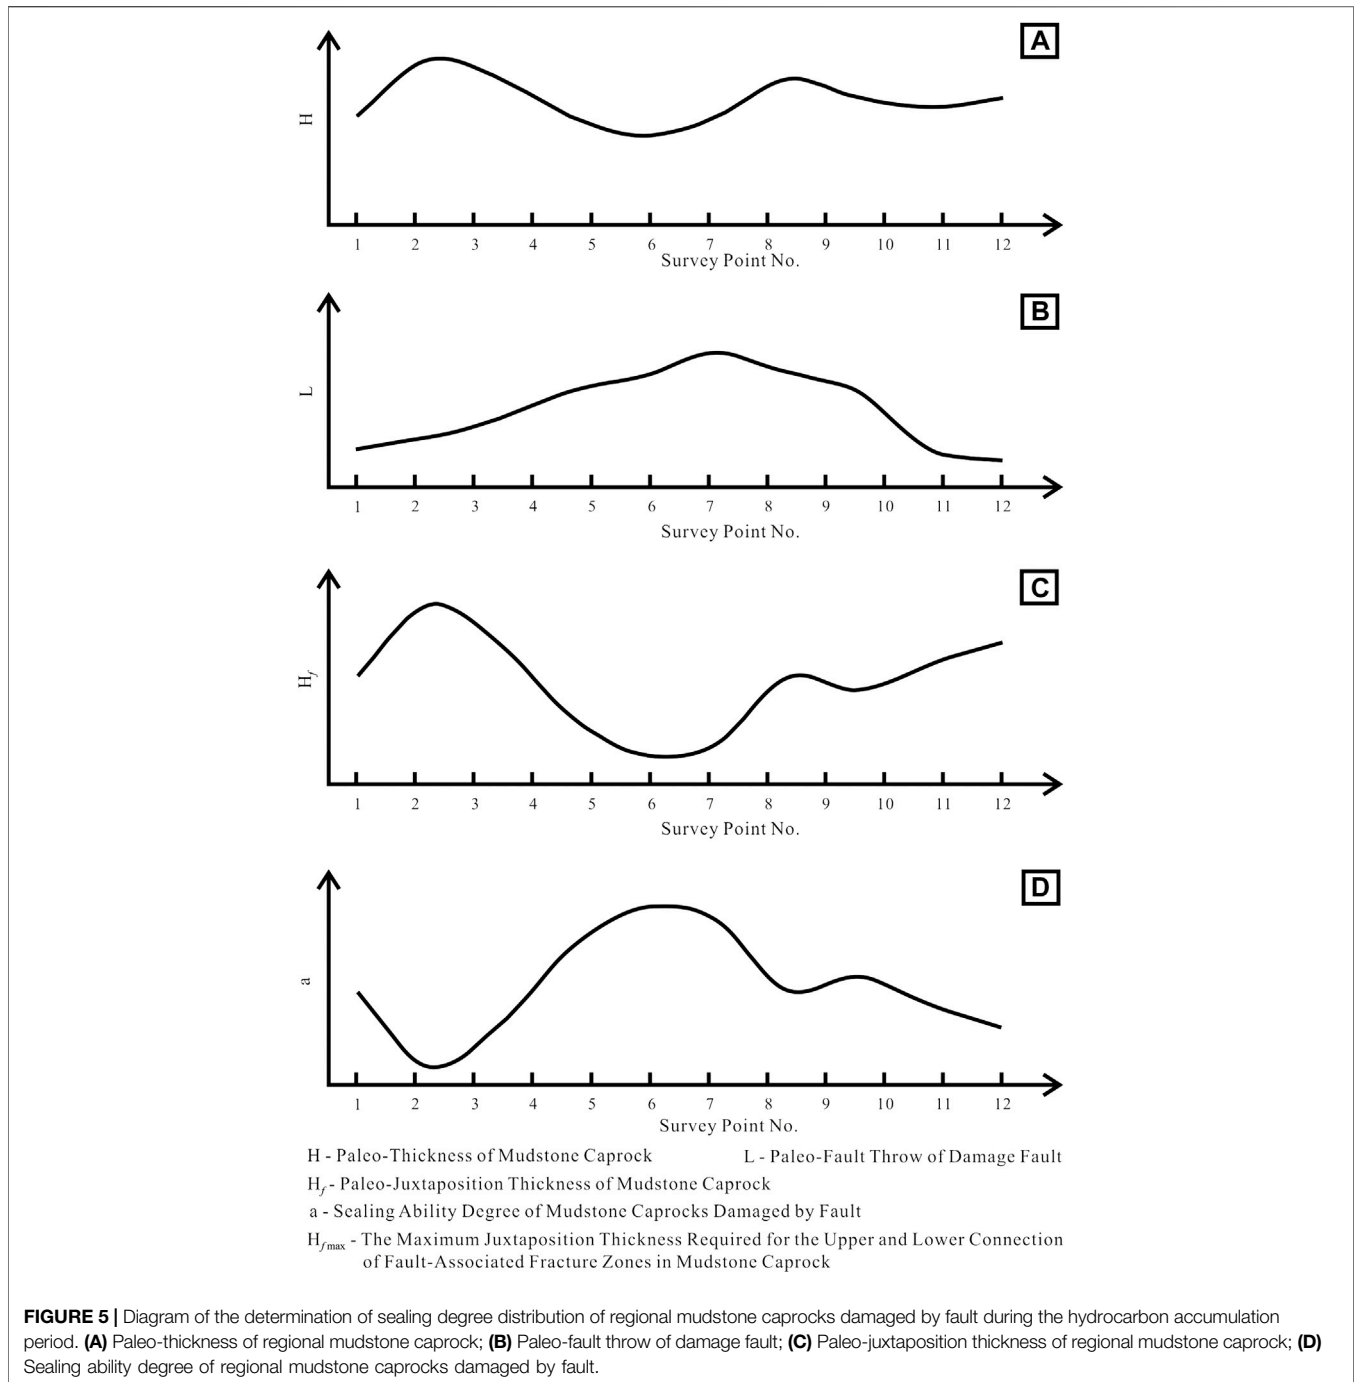 A
H
1 2 3 4 5 6 7 8 9 10 11 12
Survey Point No.
B
L
1 2 3 4 5 6 7 8 9 10 11 12
Survey Point No.
C
Hf
1 2 3 4 5 6 7 8 9 10 11 12
Survey Point No.
D
a
1 2 3 4 5 6 7 8 9 10 11 12
Survey Point No.
H - Paleo-Thickness of Mudstone Caprock L - Paleo-Fault Throw of Damage Fault
Hf - Paleo-Juxtaposition Thickness of Mudstone Caprock
a - Sealing Ability Degree of Mudstone Caprocks Damaged by Fault
Hfmax - The Maximum Juxtaposition Thickness Required for the Upper and Lower Connection
of Fault-Associated Fracture Zones in Mudstone Caprock
FIGURE 5 | Diagram of the determination of sealing degree distribution of regional mudstone caprocks damaged by fault during the hydrocarbon accumulation
period. (A) Paleo-thickness of regional mudstone caprock; (B) Paleo-fault throw of damage fault; (C) Paleo-juxtaposition thickness of regional mudstone caprock; (D)
Sealing ability degree of regional mudstone caprocks damaged by fault.